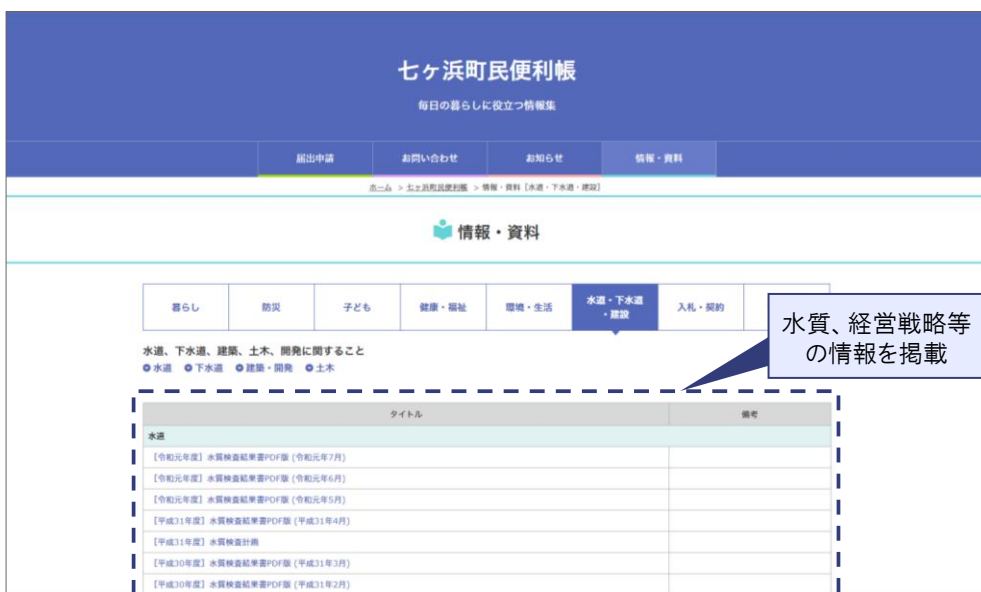 七ヶ浜町民便利帳
毎日の暮らしに役立つ情報集
届出申請 お問い合わせ お知らせ 情報・資料
ホーム > 七ヶ浜町民便利帳 > 情報・資料 [水道・下水道・建設]
情報・資料
暮らし 防災 子ども 健康・福祉 環境・生活 水道・下水道・建設 入札・契約
水質、経営戦略等
の情報を掲載
水道、下水道、建築、土木、開発に関すること
水道 下水道 建築・開発 土木
タイトル 備考
水道
[令和元年度] 水質検査結果書PDF版 (令和元年7月)
[令和元年度] 水質検査結果書PDF版 (令和元年6月)
[令和元年度] 水質検査結果書PDF版 (令和元年5月)
[平成31年度] 水質検査結果書PDF版 (平成31年4月)
[平成31年度] 水質検査計画
[平成30年度] 水質検査結果書PDF版 (平成31年3月)
[平成30年度] 水質検査結果書PDF版 (平成31年2月)